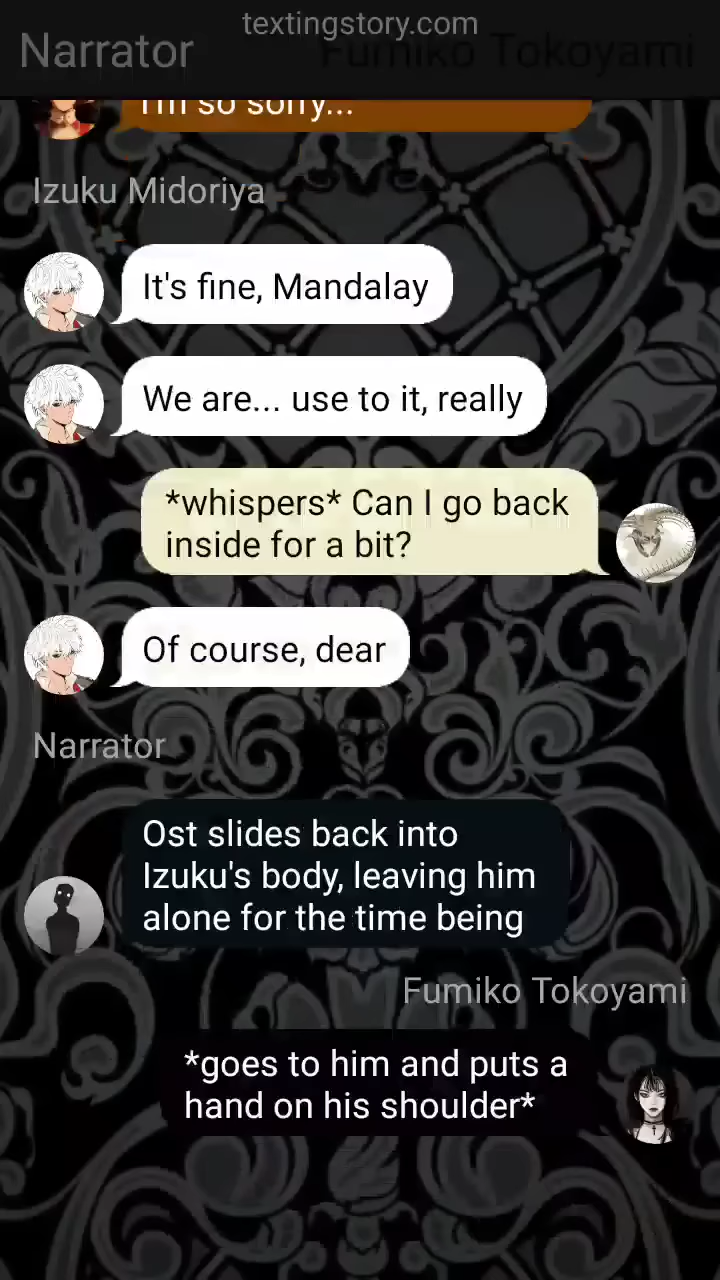 textingstory.com
Narrator
Fumiko Tokoyami
I'm so sorry...
Izuku Midoriya
It's fine, Mandalay
We are... use to it, really
*whispers* Can I go back
inside for a bit?
Of course, dear
Narrator
Ost slides back into
Izuku's body, leaving him
alone for the time being
Fumiko Tokoyami
*goes to him and puts a
hand on his shoulder*